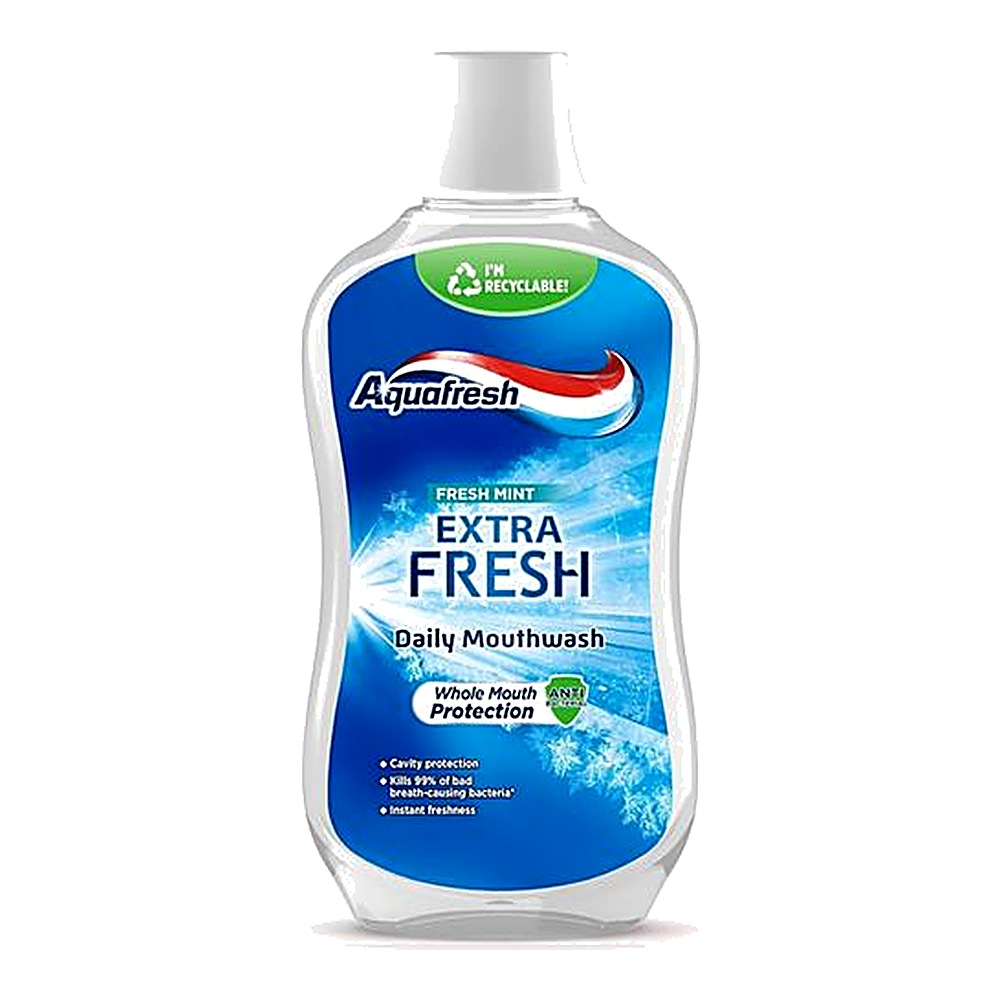 I'M
RECYCLABLE!
Aquafresh
FRESH MINT
EXTRA
FRESH
Daily Mouthwash
Whole Mouth
Protection
ANTI
BACTERIAL
Cavity protection
Kills 99% of bad
breath-causing bacteria*
Instant freshness